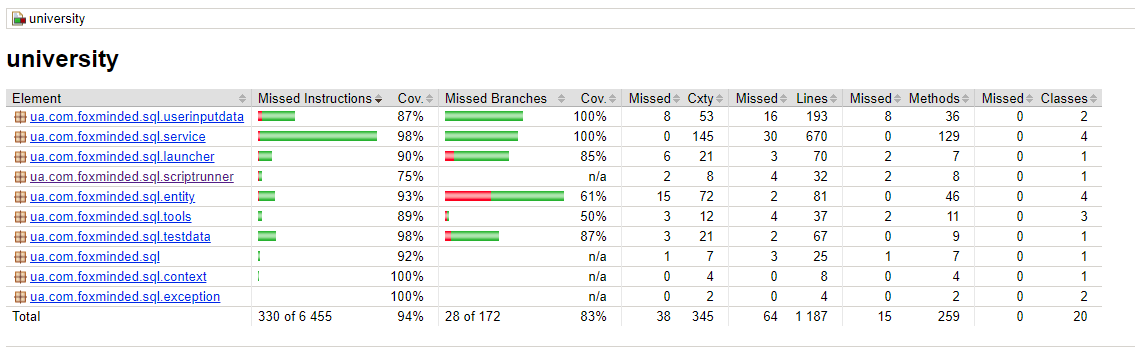 university
university
Element Missed Instructions Cov. Missed Branches Cov. Missed Cxty Missed Lines Missed Methods Missed Classes
ua.com.foxminded.sql.userinputdata 87% 100% 8 53 16 193 8 36 0 2
ua.com.foxminded.sql.service 98% 100% 0 145 30 670 0 129 0 4
ua.com.foxminded.sql.launcher 90% 85% 6 21 3 70 2 7 0 1
ua.com.foxminded.sql.scriptrunner 75% n/a 2 8 4 32 2 8 0 1
ua.com.foxminded.sql.entity 93% 61% 15 72 2 81 0 46 0 4
ua.com.foxminded.sql.tools 89% 50% 3 12 4 37 2 11 0 3
ua.com.foxminded.sql.testdata 98% 87% 3 21 2 67 0 9 0 1
ua.com.foxminded.sql 92% n/a 1 7 3 25 1 7 0 1
ua.com.foxminded.sql.context 100% n/a 0 4 0 8 0 4 0 1
ua.com.foxminded.sql.exception 100% n/a 0 2 0 4 0 2 0 2
Total 330 of 6 455 94% 28 of 172 83% 38 345 64 1 187 15 259 0 20